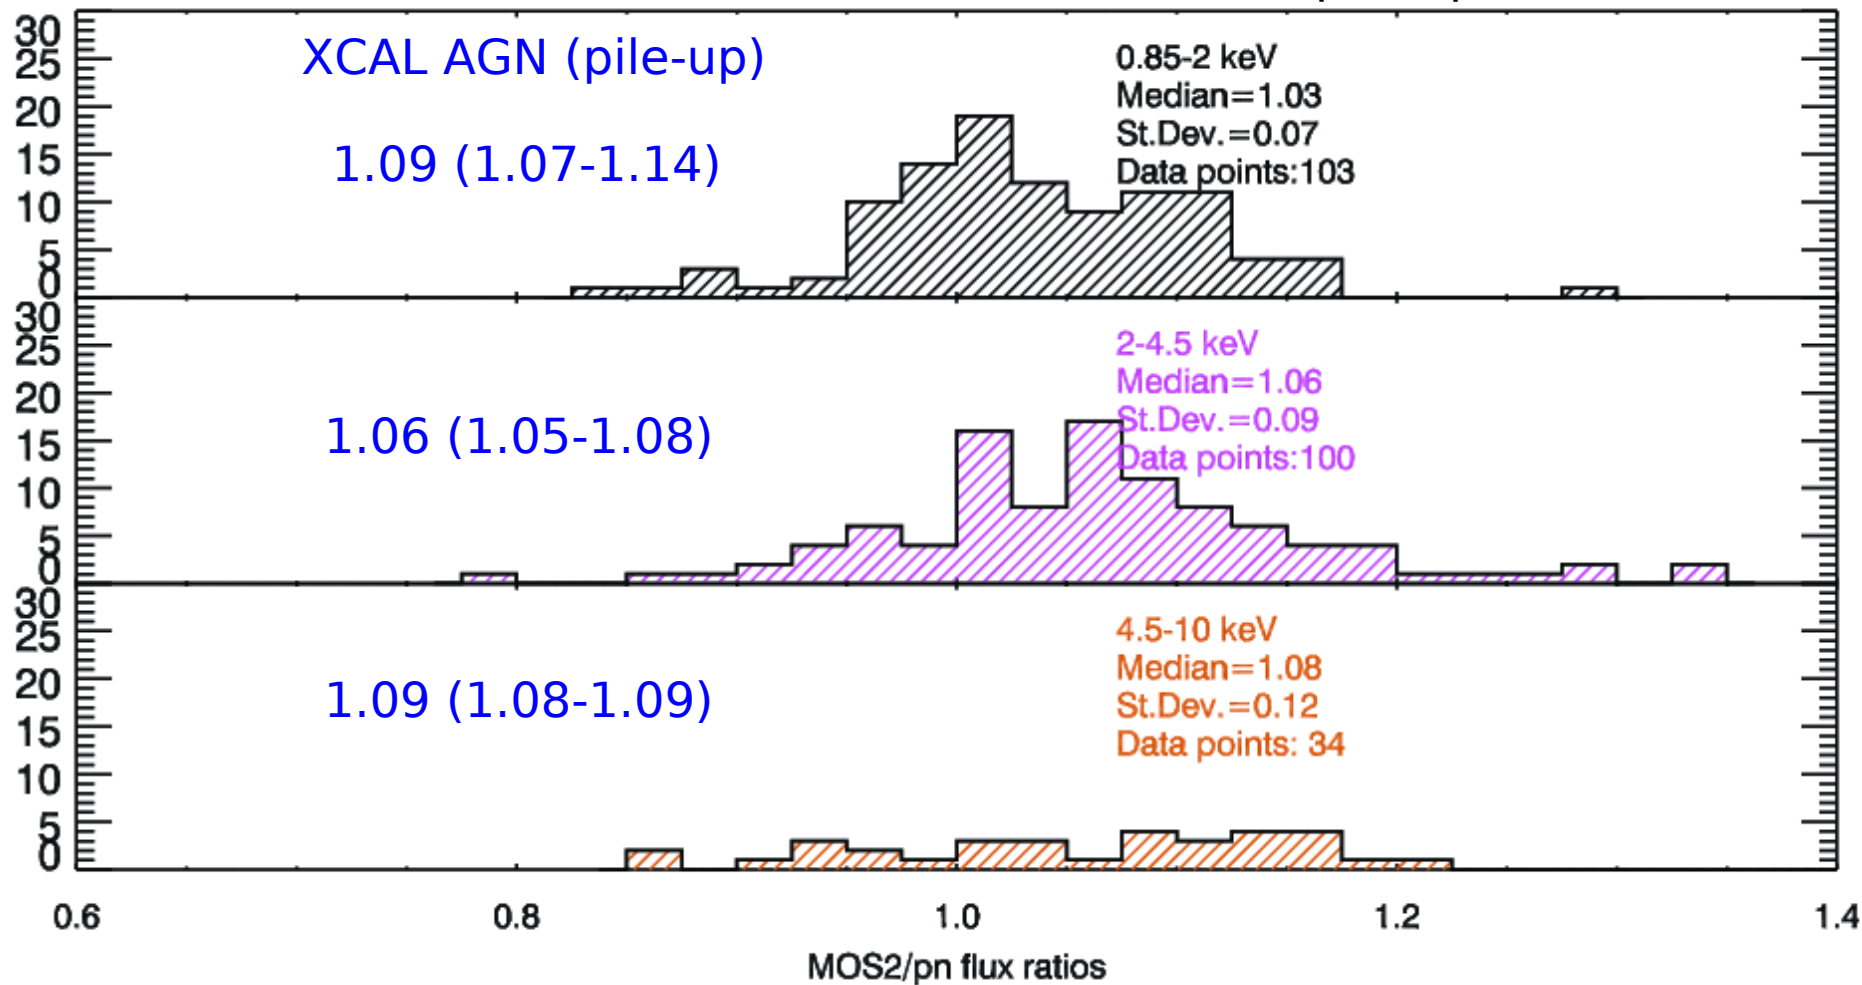 30
25
20
15
10
5
0
XCAL AGN (pile-up)
1.09 (1.07-1.14)
0.85-2 keV
Median=1.03
St.Dev.=0.07
Data points:103
30
25
20
15
10
5
0
1.06 (1.05-1.08)
2-4.5 keV
Median=1.06
St.Dev.=0.09
Data points:100
30
25
20
15
10
5
0
1.09 (1.08-1.09)
4.5-10 keV
Median=1.08
St.Dev.=0.12
Data points: 34
0.6 0.8 1.0 1.2 1.4
MOS2/pn flux ratios